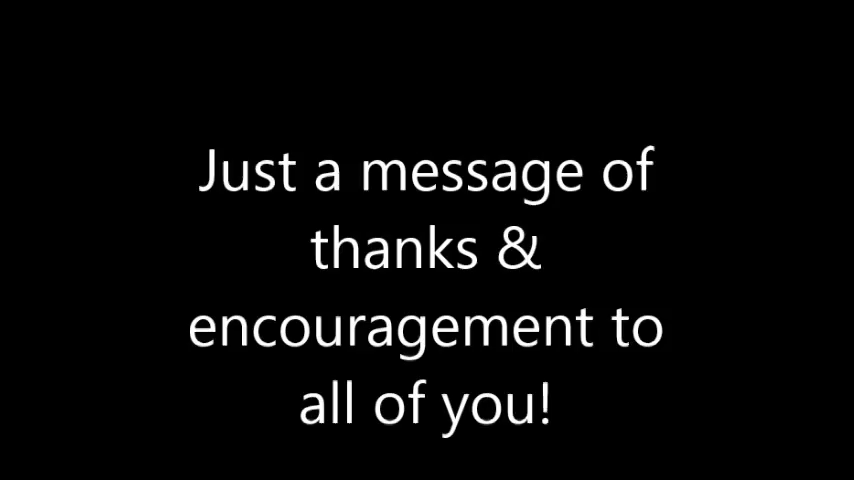 Just a message of
thanks &
encouragement to
all of you!